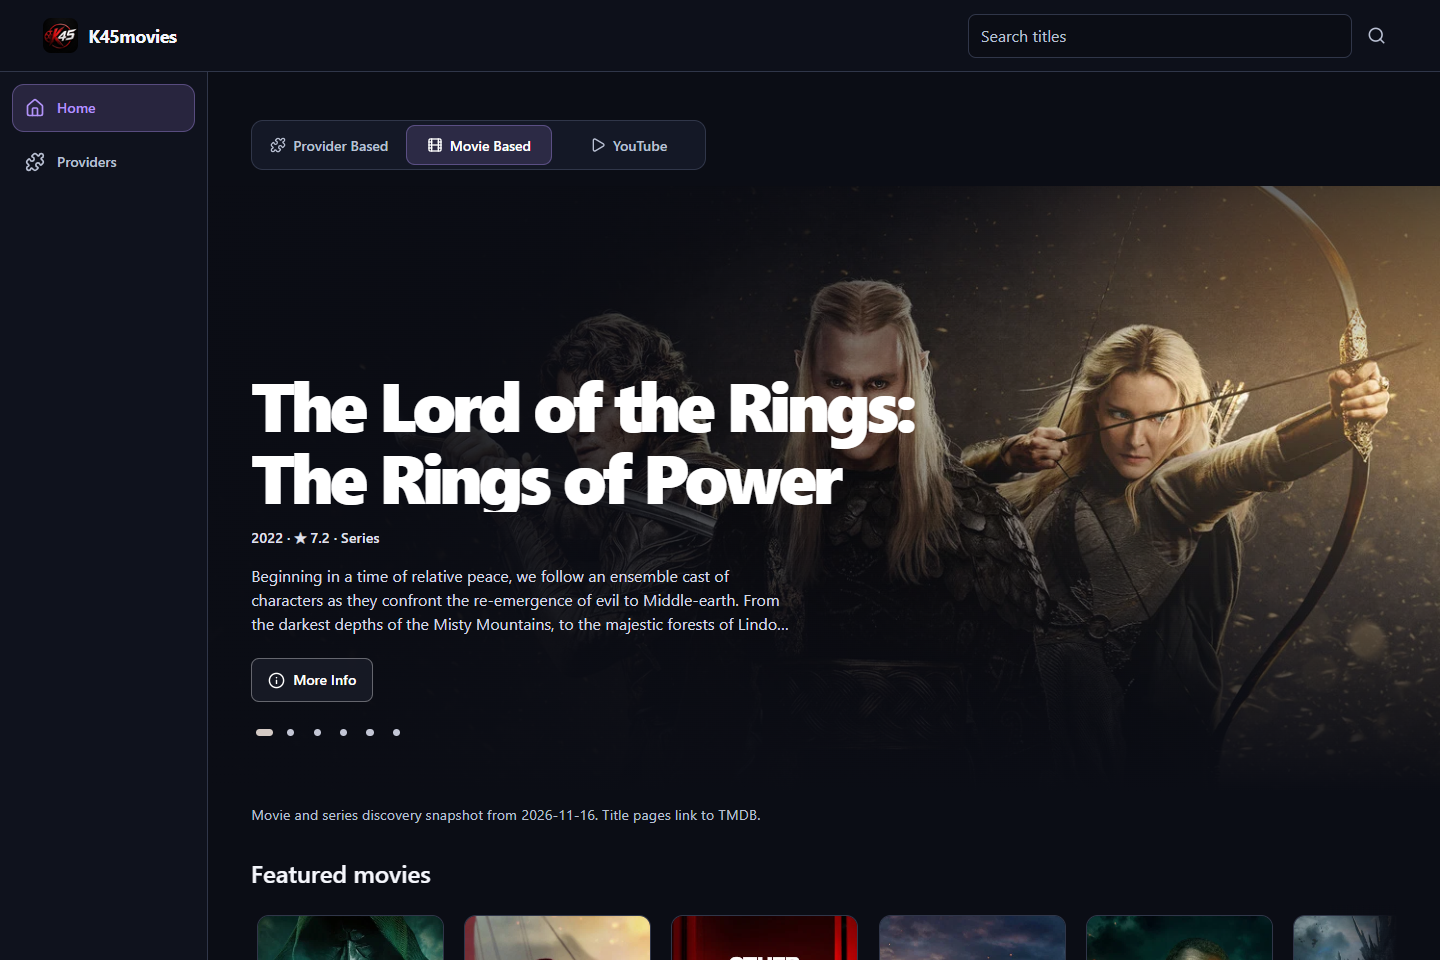 K45
K45movies
Search titles
Home
Providers
Provider Based
Movie Based
YouTube
The Lord of the Rings:
The Rings of Power
2022 · ★ 7.2 · Series
Beginning in a time of relative peace, we follow an ensemble cast of
characters as they confront the re-emergence of evil to Middle-earth. From
the darkest depths of the Misty Mountains, to the majestic forests of Lindo...
More Info
Movie and series discovery snapshot from 2026-11-16. Title pages link to TMDB.
Featured movies